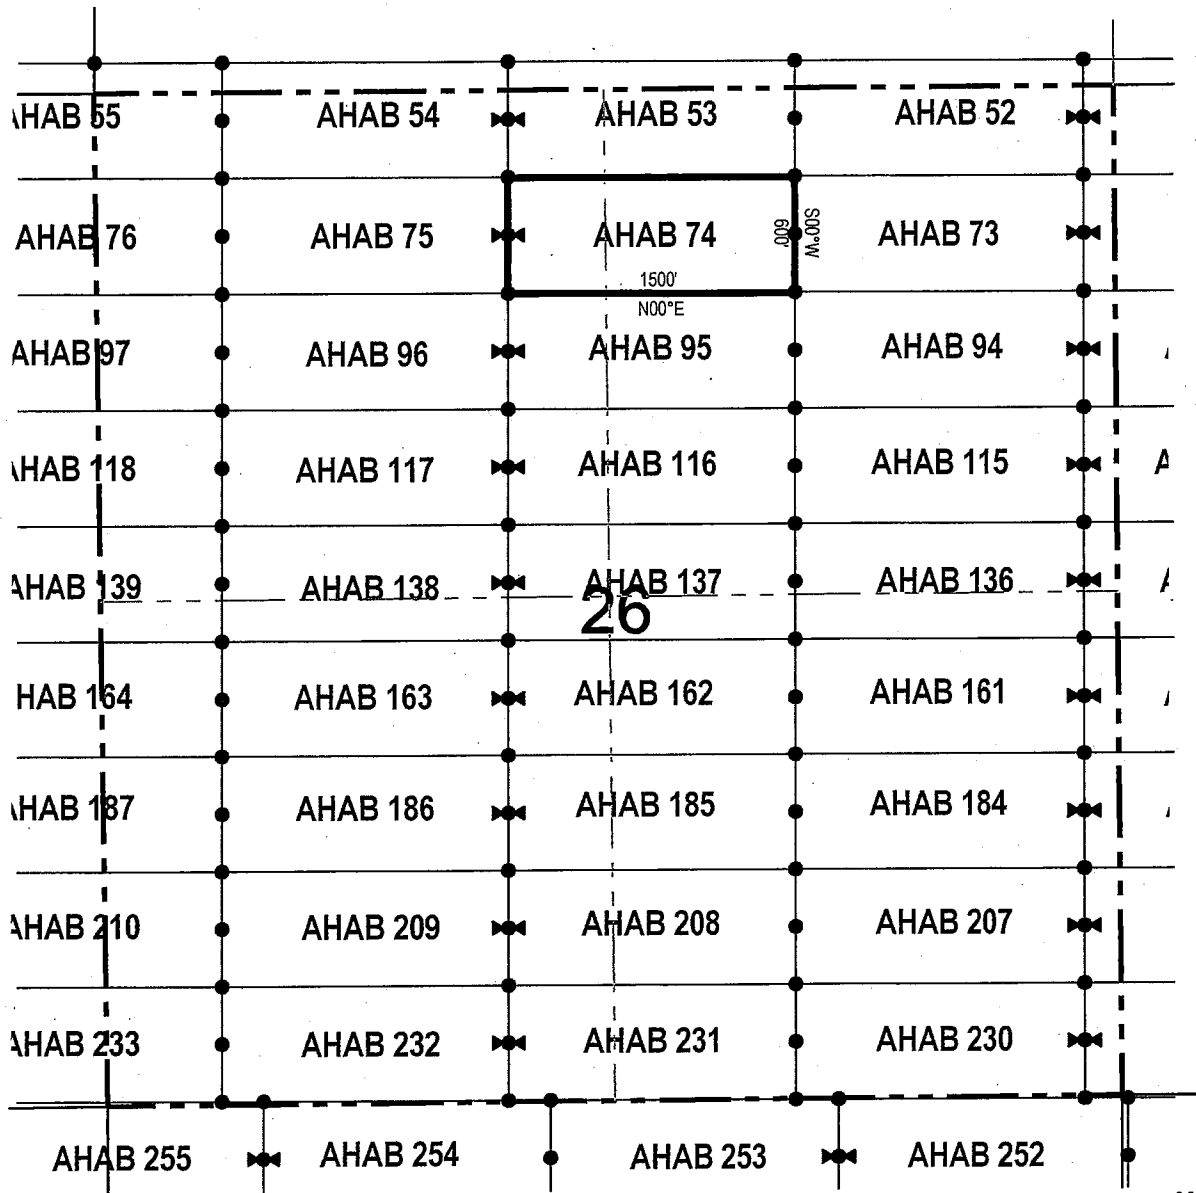 AHAB 55 AHAB 54 AHAB 53 AHAB 52
AHAB 76 AHAB 75 AHAB 74 600' S00°W AHAB 73
1500'
N00°E
AHAB 97 AHAB 96 AHAB 95 AHAB 94
AHAB 118 AHAB 117 AHAB 116 AHAB 115 A
AHAB 139 AHAB 138 AHAB 137 AHAB 136
26
HAB 164 AHAB 163 AHAB 162 AHAB 161
AHAB 187 AHAB 186 AHAB 185 AHAB 184
AHAB 210 AHAB 209 AHAB 208 AHAB 207
AHAB 233 AHAB 232 AHAB 231 AHAB 230
AHAB 255 AHAB 254 AHAB 253 AHAB 252